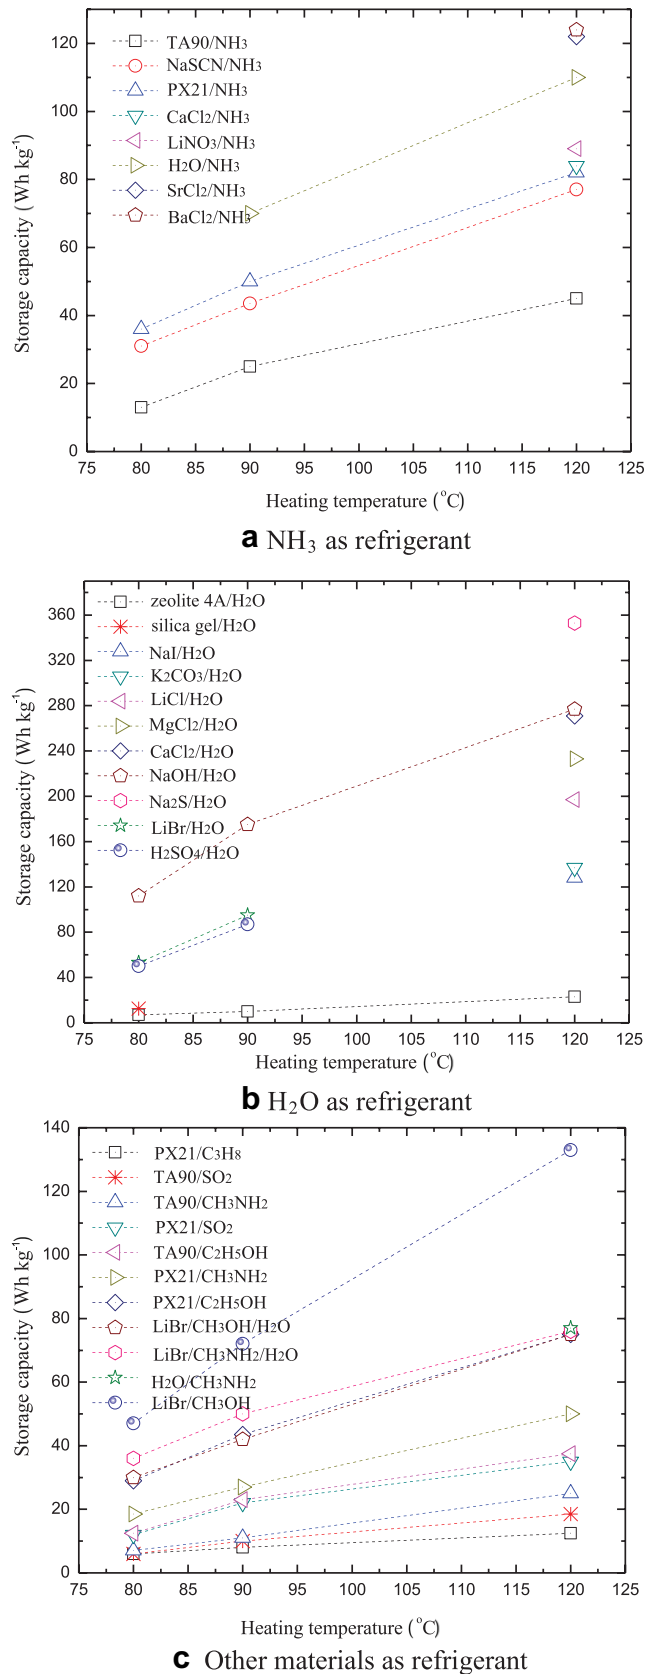 120
100
80
60
40
20
0
Storage capacity (Wh kg⁻¹)
TA90/NH₃
NaSCN/NH₃
PX21/NH₃
CaCl₂/NH₃
LiNO₃/NH₃
H₂O/NH₃
SrCl₂/NH₃
BaCl₂/NH₃
75 80 85 90 95 100 105 110 115 120 125
Heating temperature (°C)
a NH₃ as refrigerant
360
320
280
240
200
160
120
80
40
0
Storage capacity (Wh kg⁻¹)
zeolite 4A/H₂O
silica gel/H₂O
NaI/H₂O
K₂CO₃/H₂O
LiCl/H₂O
MgCl₂/H₂O
CaCl₂/H₂O
NaOH/H₂O
Na₂S/H₂O
LiBr/H₂O
H₂SO₄/H₂O
75 80 85 90 95 100 105 110 115 120 125
Heating temperature (°C)
b H₂O as refrigerant
140
120
100
80
60
40
20
0
Storage capacity (Wh kg⁻¹)
PX21/C₃H₈
TA90/SO₂
TA90/CH₃NH₂
PX21/SO₂
TA90/C₂H₅OH
PX21/CH₃NH₂
PX21/C₂H₅OH
LiBr/CH₃OH/H₂O
LiBr/CH₃NH₂/H₂O
H₂O/CH₃NH₂
LiBr/CH₃OH
75 80 85 90 95 100 105 110 115 120 125
Heating temperature (°C)
c Other materials as refrigerant